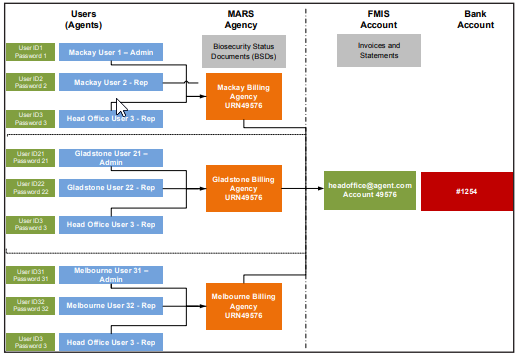 Users
(Agents)
MARS
Agency
FMIS
Account
Bank
Account
Biosecurity Status
Documents (BSDs)
Invoices and
Statements
User ID1
Password 1
Mackay User 1 – Admin
User ID2
Password 2
Mackay User 2 - Rep
Mackay Billing
Agency
URN49576
User ID3
Password 3
Head Office User 3 - Rep
User ID21
Password 21
Gladstone User 21 –
Admin
User ID22
Password 22
Gladstone User 22 - Rep
Gladstone Billing
Agency
URN49576
headoffice@agent.com
Account 49576
#1254
User ID3
Password 3
Head Office User 3 - Rep
User ID31
Password 31
Melbourne User 31 –
Admin
User ID32
Password 32
Melbourne User 32 - Rep
Melbourne Billing
Agency
URN49576
User ID3
Password 3
Head Office User 3 - Rep